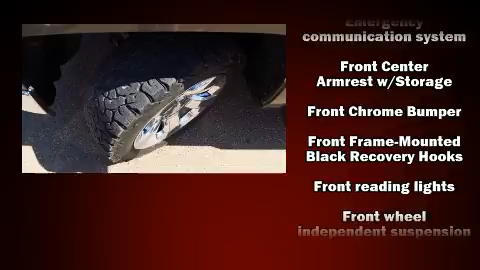 Emergency
communication system
Front Center
Armrest w/Storage
Front Chrome Bumper
Front Frame-Mounted
Black Recovery Hooks
Front reading lights
Front wheel
independent suspension